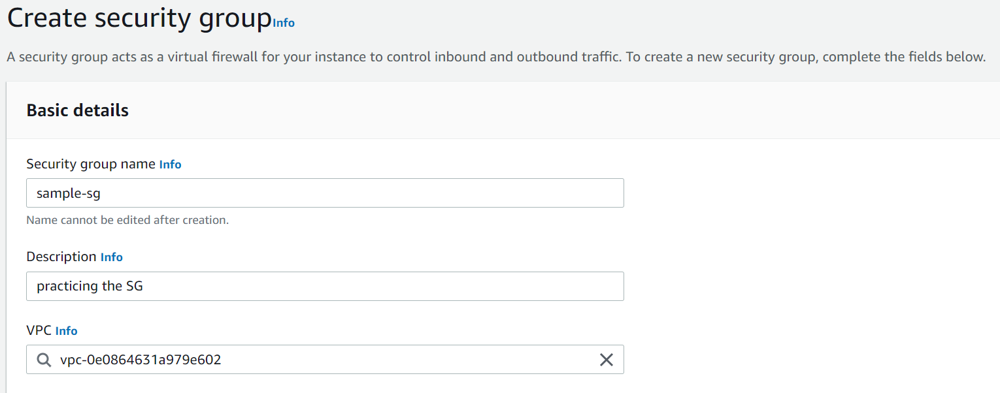 Create security group Info
A security group acts as a virtual firewall for your instance to control inbound and outbound traffic. To create a new security group, complete the fields below.
Basic details
Security group name Info
sample-sg
Name cannot be edited after creation.
Description Info
practicing the SG
VPC Info
vpc-0e0864631a979e602